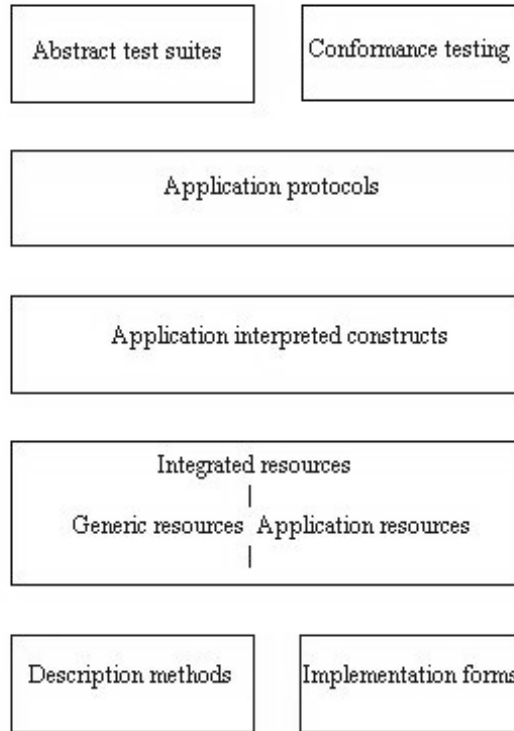 Abstract test suites
Conformance testing
Application protocols
Application interpreted constructs
Integrated resources
Generic resources Application resources
Description methods
Implementation forms